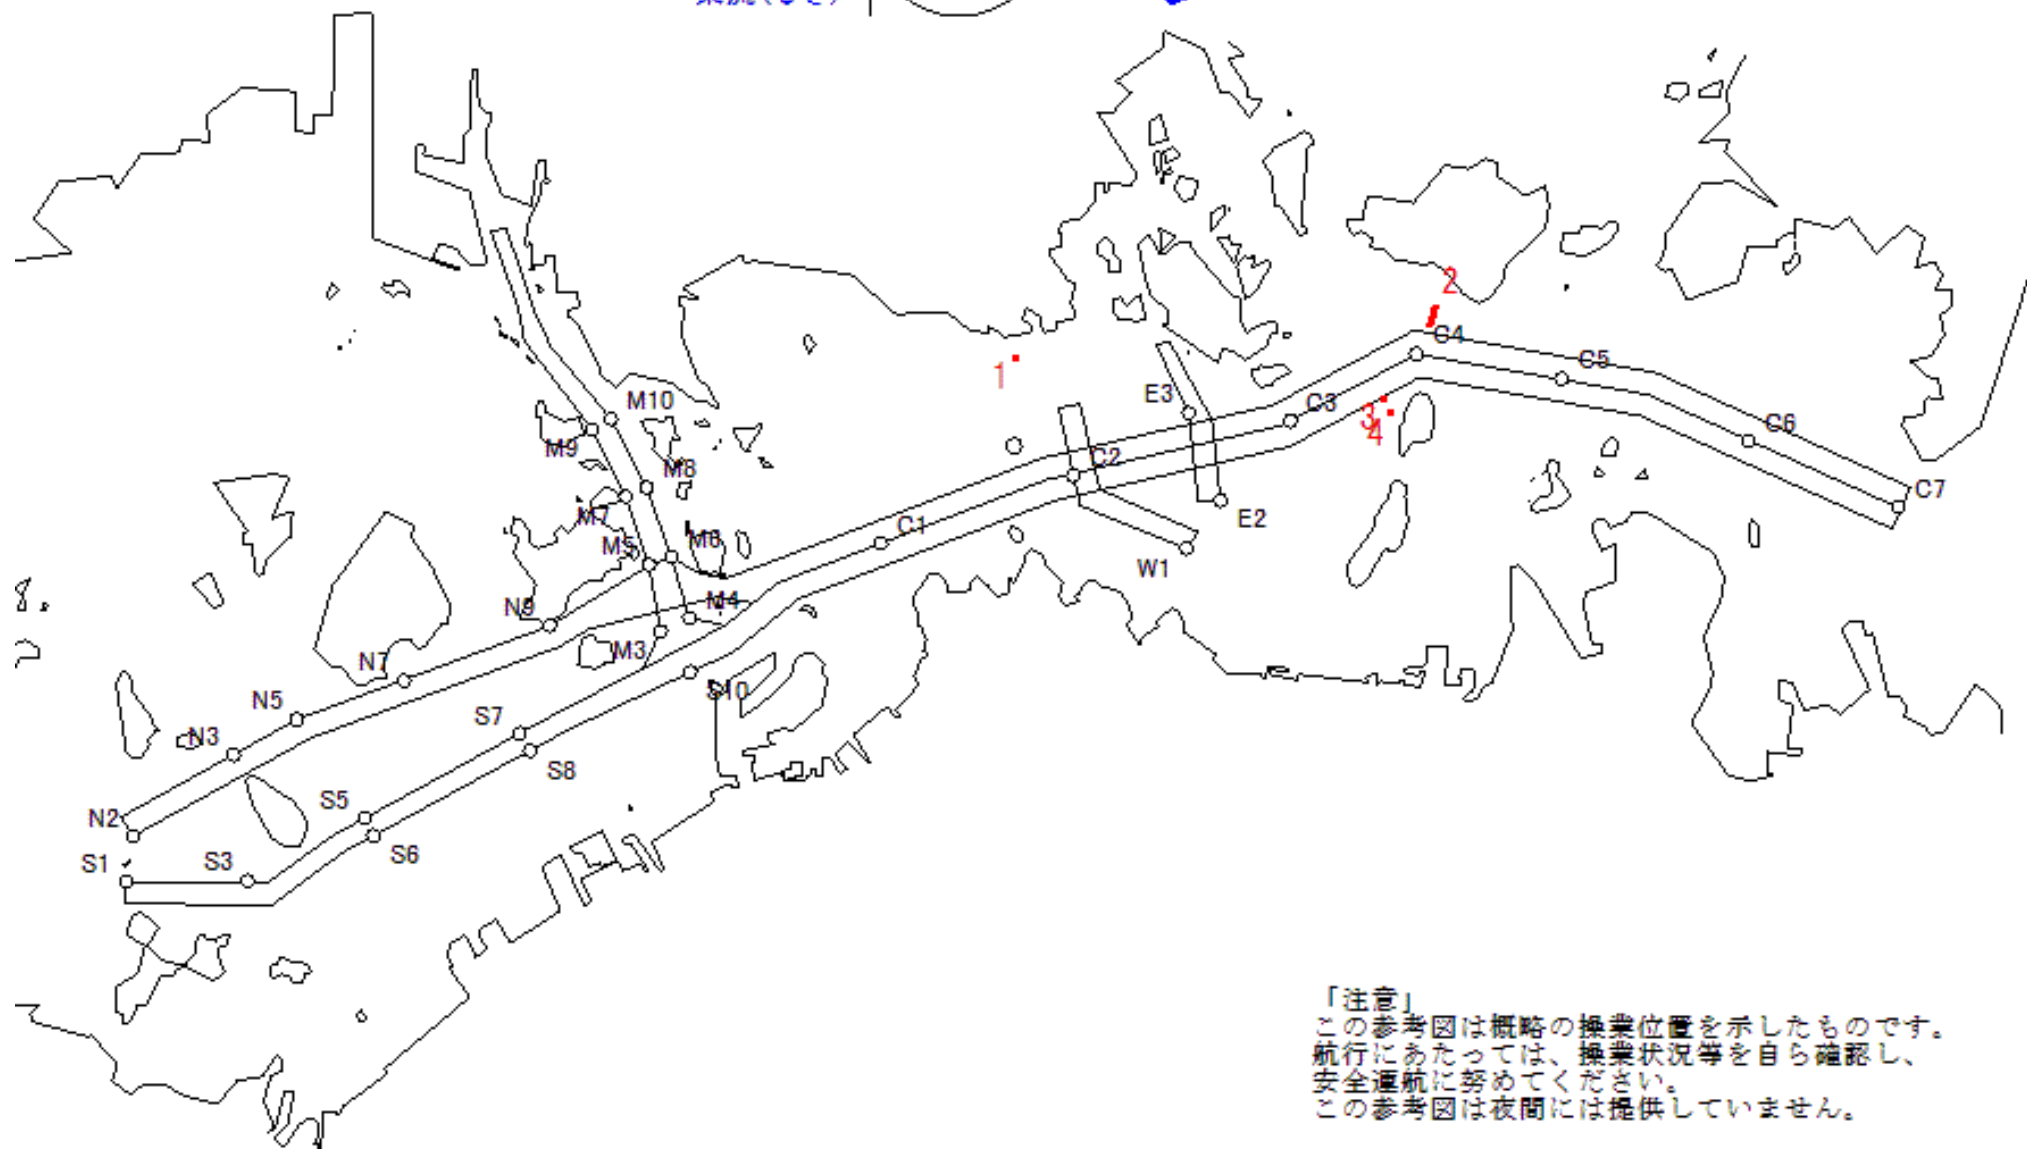 2
C4
C5
1
E3
C3
3
4
M10
C6
M9
M8
C2
C7
M7
C1
E2
M5
M6
W1
N9
M4
M3
N7
S10
N5
S7
N3
S8
S5
N2
S6
S1
S3
「注意」
この参考図は概略の操業位置を示したものです。
航行にあたっては、操業状況等を自ら確認し、
安全運航に努めてください。
この参考図は夜間には提供していません。